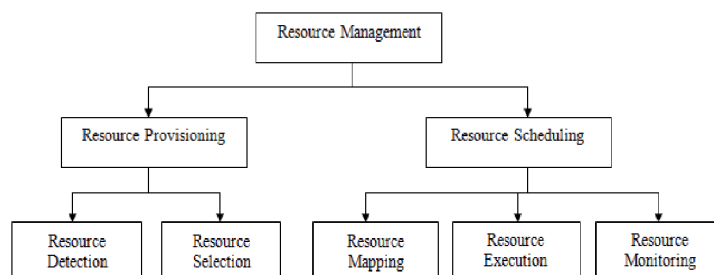 Resource Management
Resource Provisioning
Resource Scheduling
Resource
Detection
Resource
Selection
Resource
Mapping
Resource
Execution
Resource
Monitoring